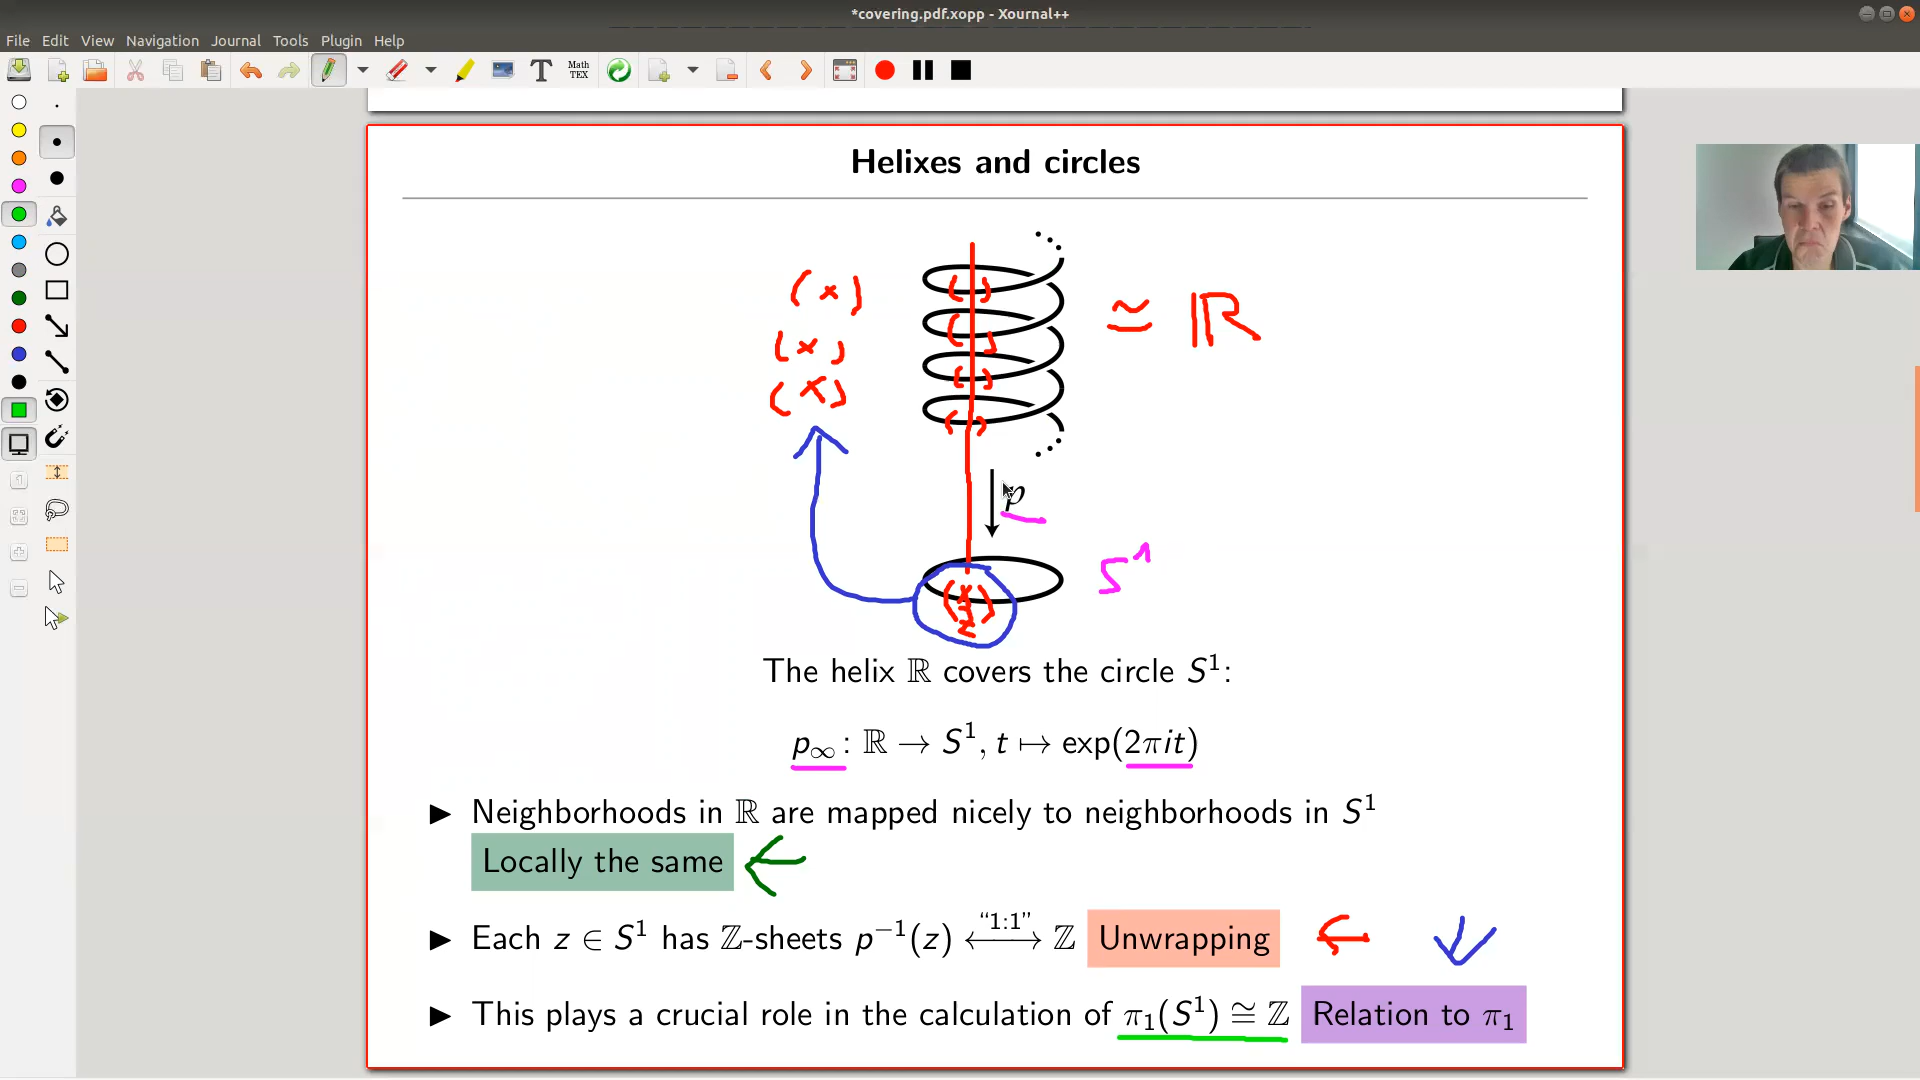 *covering.pdf.xopp - Xournal++
File Edit View Navigation Journal Tools Plugin Help
T Math TEX
Helixes and circles
(x)
(x)
(x)
≃ ℝ
p
S¹
z
The helix ℝ covers the circle S¹:
p∞ : ℝ → S¹, t ↦ exp(2πit)
▶ Neighborhoods in ℝ are mapped nicely to neighborhoods in S¹
Locally the same
▶ Each z ∈ S¹ has ℤ-sheets p⁻¹(z) ⟷ “1:1” ℤ Unwrapping
▶ This plays a crucial role in the calculation of π₁(S¹) ≅ ℤ Relation to π₁